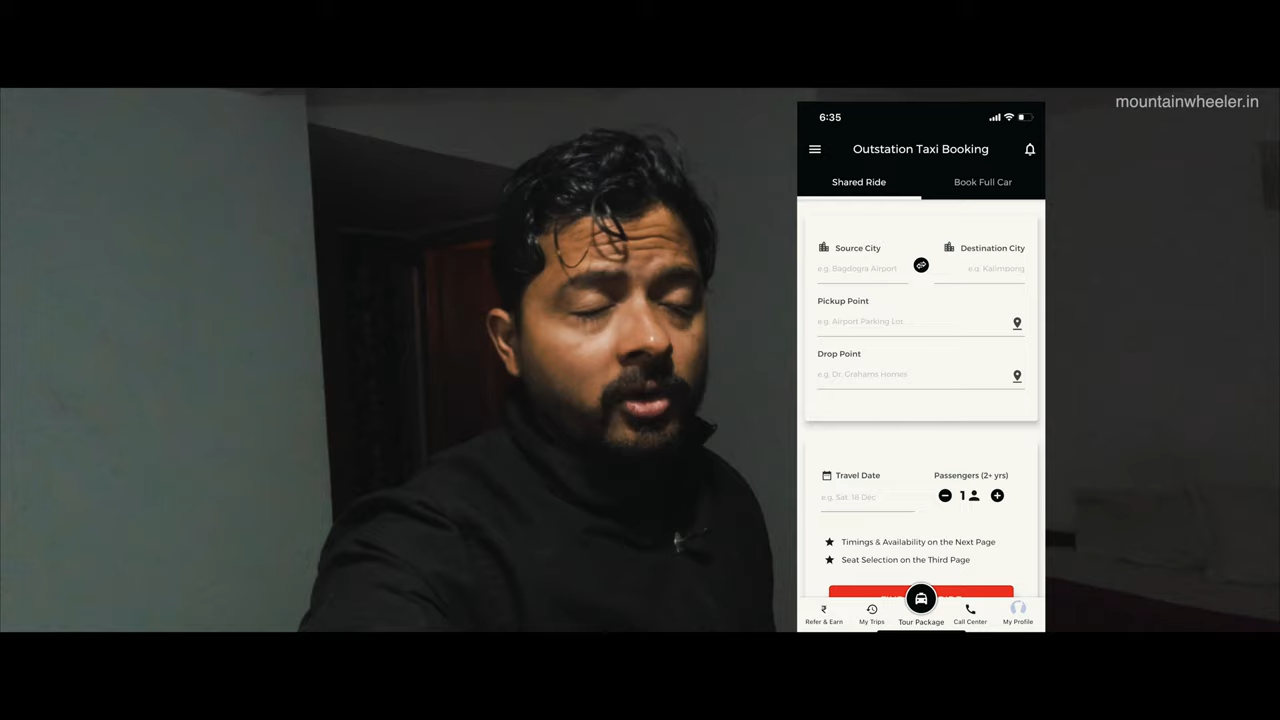 mountainwheeler.in
6:35
Outstation Taxi Booking
Shared Ride
Book Full Car
Source City
Destination City
e.g. Bagdogra Airport
e.g. Kalimpong
Pickup Point
e.g. Airport Parking Lot
Drop Point
e.g. Dr. Grahams Homes
Travel Date
Passengers (2+ yrs)
e.g. Sat, 18 Dec
1
Timings & Availability on the Next Page
Seat Selection on the Third Page
Refer & Earn
My Trips
Tour Package
Call Center
My Profile